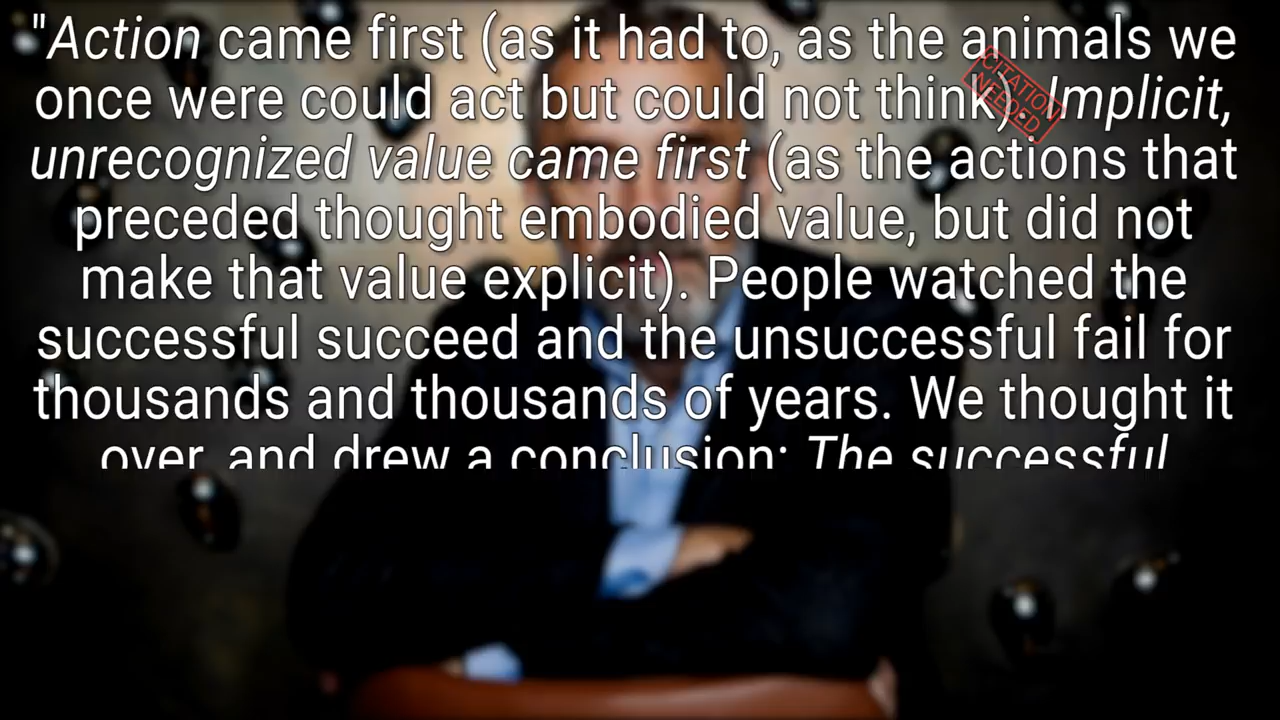 "Action came first (as it had to, as the animals we
once were could act but could not think). Implicit,
unrecognized value came first (as the actions that
preceded thought embodied value, but did not
make that value explicit). People watched the
successful succeed and the unsuccessful fail for
thousands and thousands of years. We thought it
over, and drew a conclusion: The successful
CITATION
NEEDED